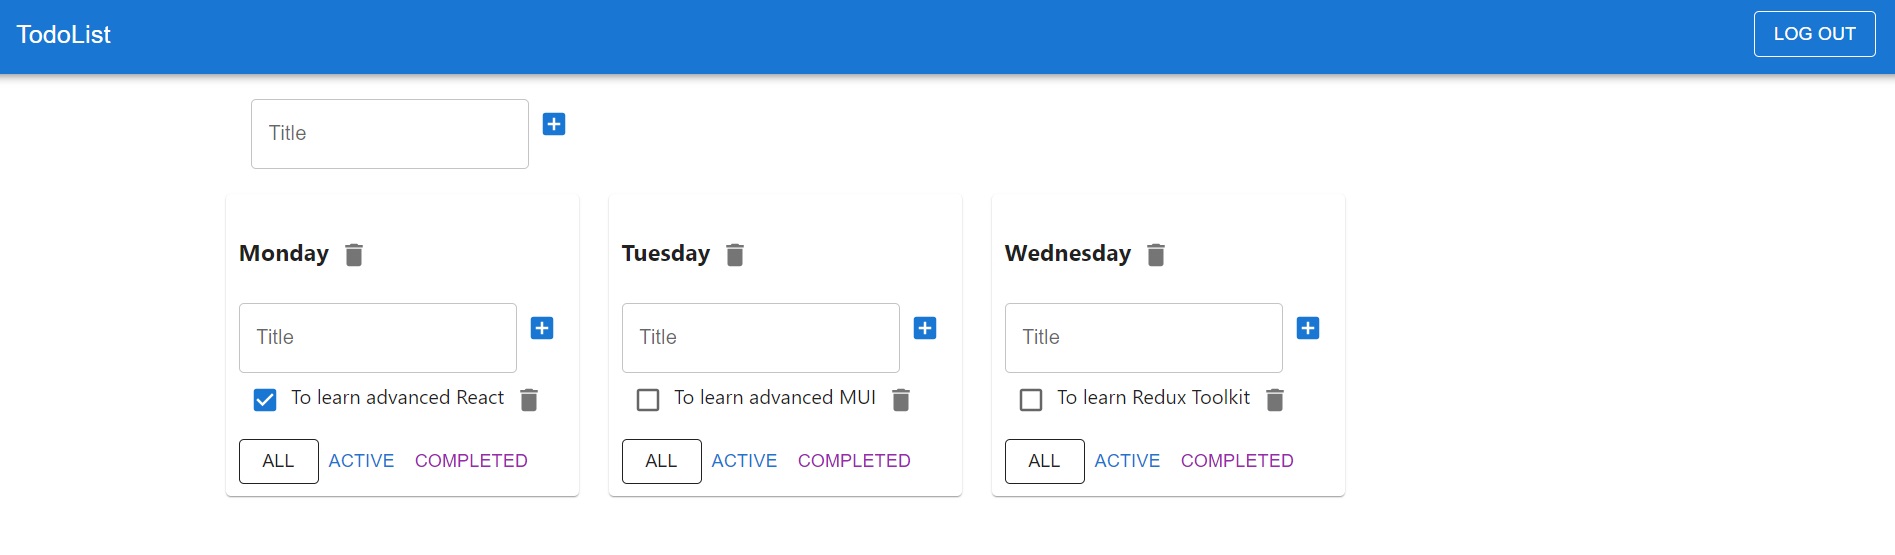 TodoList
LOG OUT
Title
Monday
Title
To learn advanced React
ALL ACTIVE COMPLETED
Tuesday
Title
To learn advanced MUI
ALL ACTIVE COMPLETED
Wednesday
Title
To learn Redux Toolkit
ALL ACTIVE COMPLETED